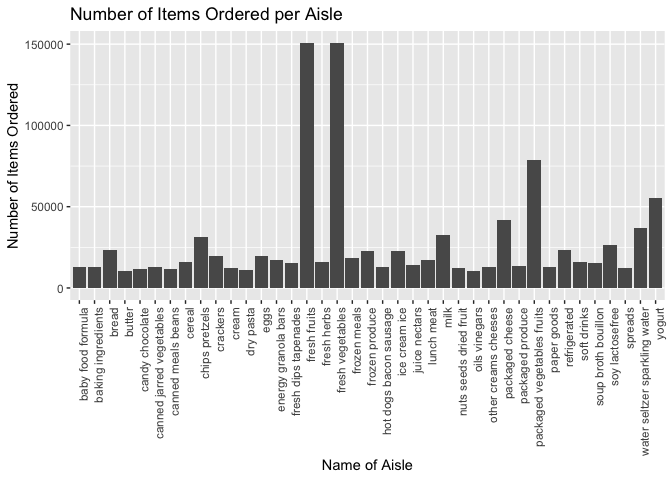 Number of Items Ordered per Aisle
150000
100000
50000
0
Number of Items Ordered
baby food formula
baking ingredients
bread
butter
candy chocolate
canned jarred vegetables
canned meals beans
cereal
chips pretzels
crackers
cream
dry pasta
eggs
energy granola bars
fresh dips tapenades
fresh fruits
fresh herbs
fresh vegetables
frozen meals
frozen produce
hot dogs bacon sausage
ice cream ice
juice nectars
lunch meat
milk
nuts seeds dried fruit
oils vinegars
other creams cheeses
packaged cheese
packaged produce
packaged vegetables fruits
paper goods
refrigerated
soft drinks
soup broth bouillon
soy lactosefree
spreads
water seltzer sparkling water
yogurt
Name of Aisle